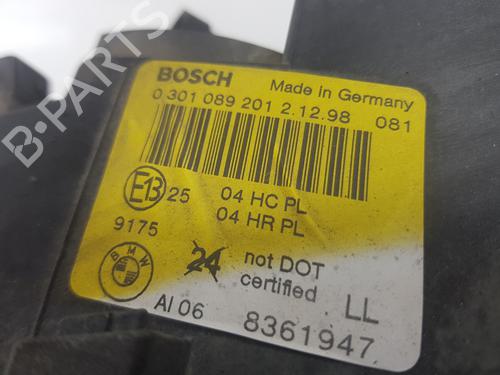 B-PARTS
BOSCH Made in Germany
0 301 089 201 2.12.98 081
E13 25 04 HC PL
04 HR PL
9175
BMW 24 not DOT
certified LL
AI 06 8361947